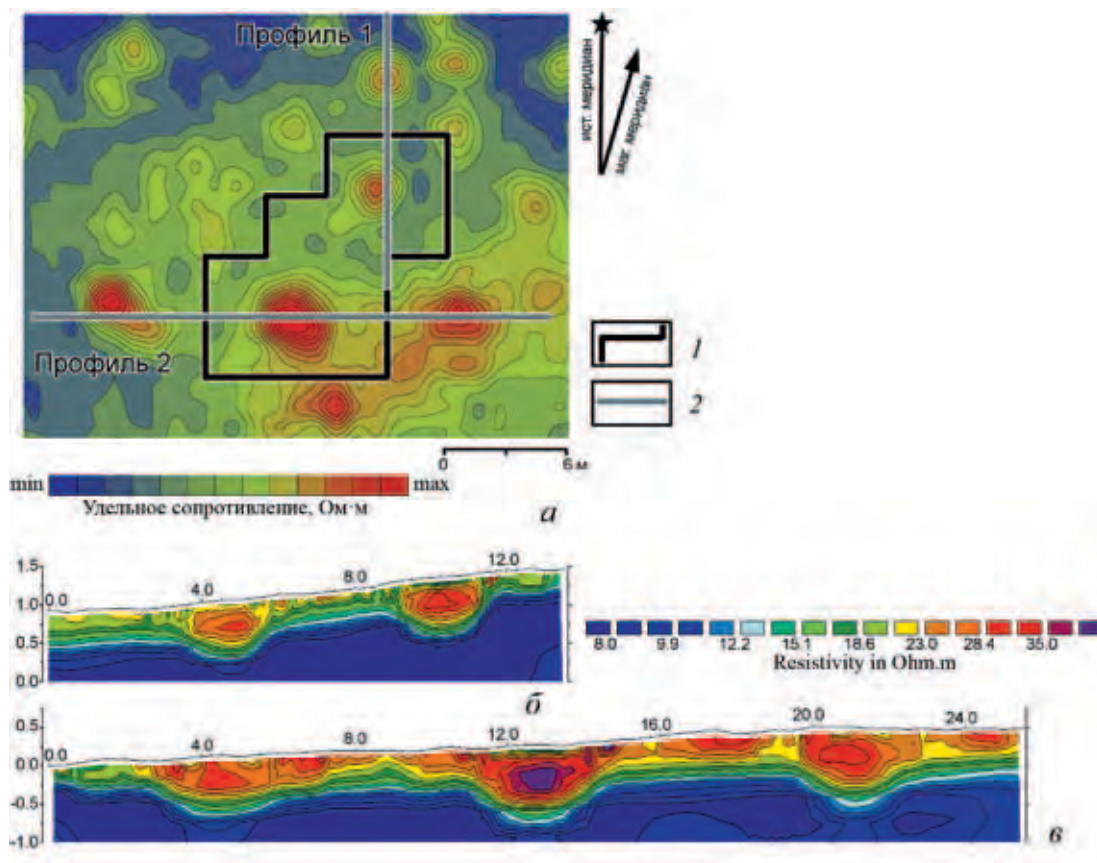 Профиль 1
ист. меридиан
маг. меридиан
Профиль 2
1
2
0 6 м
min max
Удельное сопротивление, Ом·м
а
1.5
1.0
0.5
0.0
0.0 4.0 8.0 12.0
8.0 9.9 12.2 15.1 18.6 23.0 28.4 35.0
Resistivity in Ohm.m
б
0.5
0.0
-0.5
-1.0
0.0 4.0 8.0 12.0 16.0 20.0 24.0
в